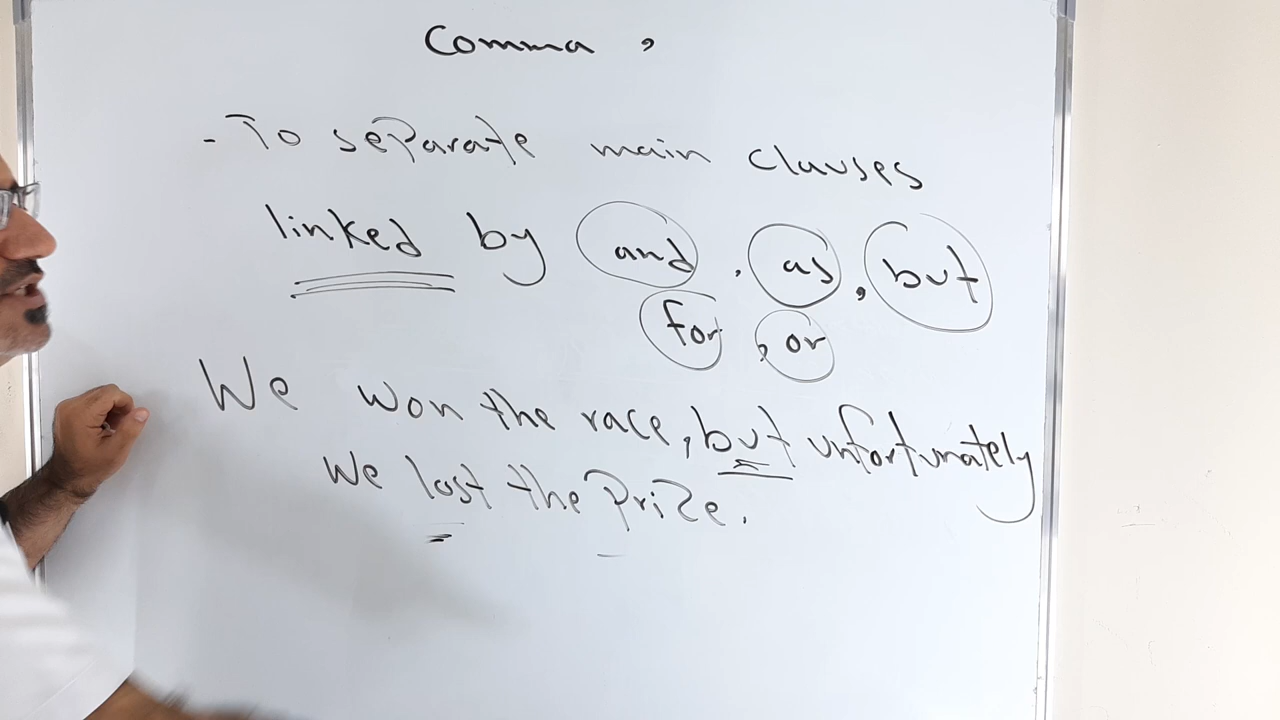 Comma ,
- To separate main clauses
linked by and , as , but
for , or
We won the race, but unfortunately
we lost the prize.